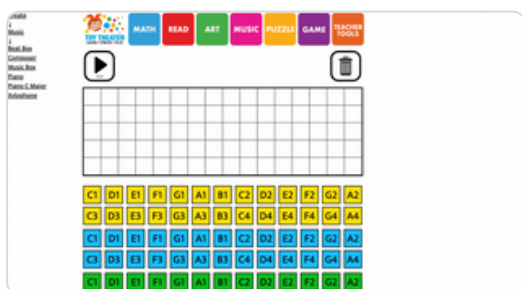 Create
↓
Music
↓
Beat Box
Composer
Music Box
Piano
Piano C Major
Xylophone
TOY THEATER
MATH
READ
ART
MUSIC
PUZZLE
GAME
TEACHER TOOLS
C1 D1 E1 F1 G1 A1 B1 C2 D2 E2 F2 G2 A2
C3 D3 E3 F3 G3 A3 B3 C4 D4 E4 F4 G4 A4
C1 D1 E1 F1 G1 A1 B1 C2 D2 E2 F2 G2 A2
C3 D3 E3 F3 G3 A3 B3 C4 D4 E4 F4 G4 A4
C1 D1 E1 F1 G1 A1 B1 C2 D2 E2 F2 G2 A2